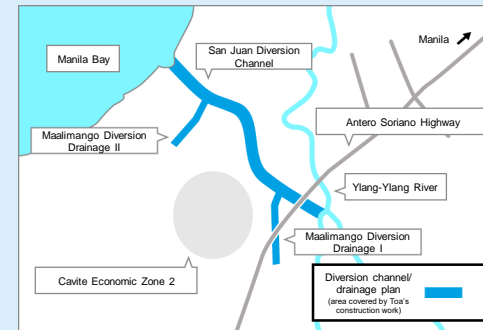 Manila
Manila Bay
San Juan Diversion
Channel
Antero Soriano Highway
Maalimango Diversion
Drainage II
Ylang-Ylang River
Maalimango Diversion
Drainage I
Cavite Economic Zone 2
Diversion channel/
drainage plan
(area covered by Toa's
construction work)